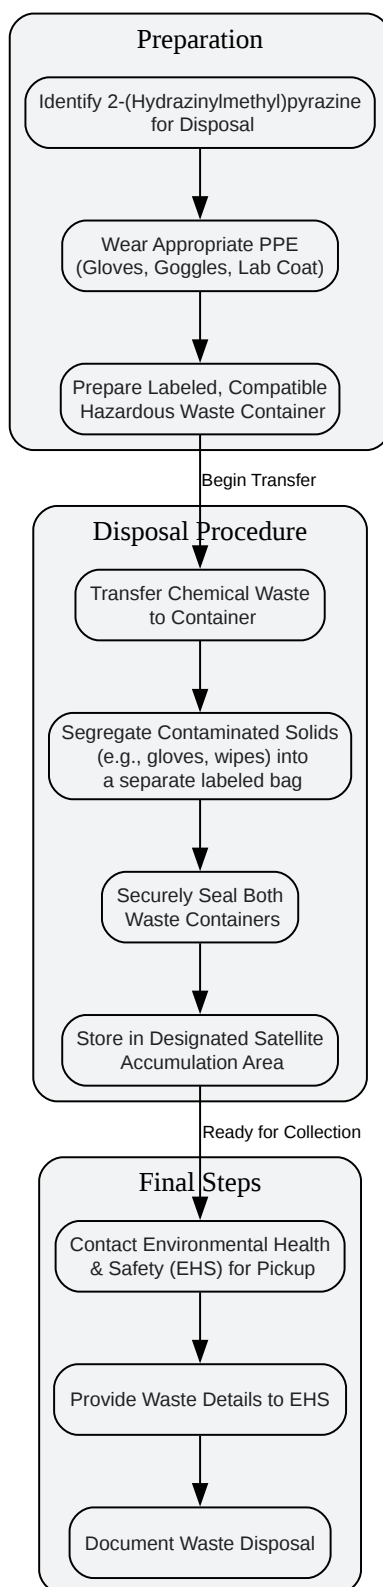 Preparation
Identify 2-(Hydrazinylmethyl)pyrazine
for Disposal
Wear Appropriate PPE
(Gloves, Goggles, Lab Coat)
Prepare Labeled, Compatible
Hazardous Waste Container
Begin Transfer
Disposal Procedure
Transfer Chemical Waste
to Container
Segregate Contaminated Solids
(e.g., gloves, wipes) into
a separate labeled bag
Securely Seal Both
Waste Containers
Store in Designated Satellite
Accumulation Area
Ready for Collection
Final Steps
Contact Environmental Health
& Safety (EHS) for Pickup
Provide Waste Details to EHS
Document Waste Disposal